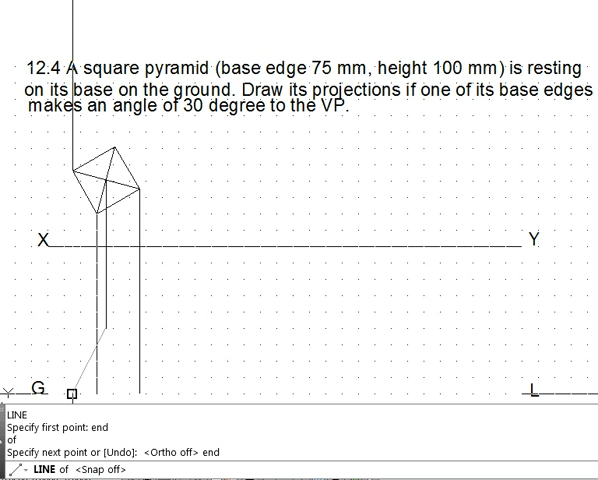 12.4 A square pyramid (base edge 75 mm, height 100 mm) is resting
on its base on the ground. Draw its projections if one of its base edges
makes an angle of 30 degree to the VP.
X
Y
G
L
LINE
Specify first point: end
of
Specify next point or [Undo]: <Ortho off> end
LINE of <Snap off>